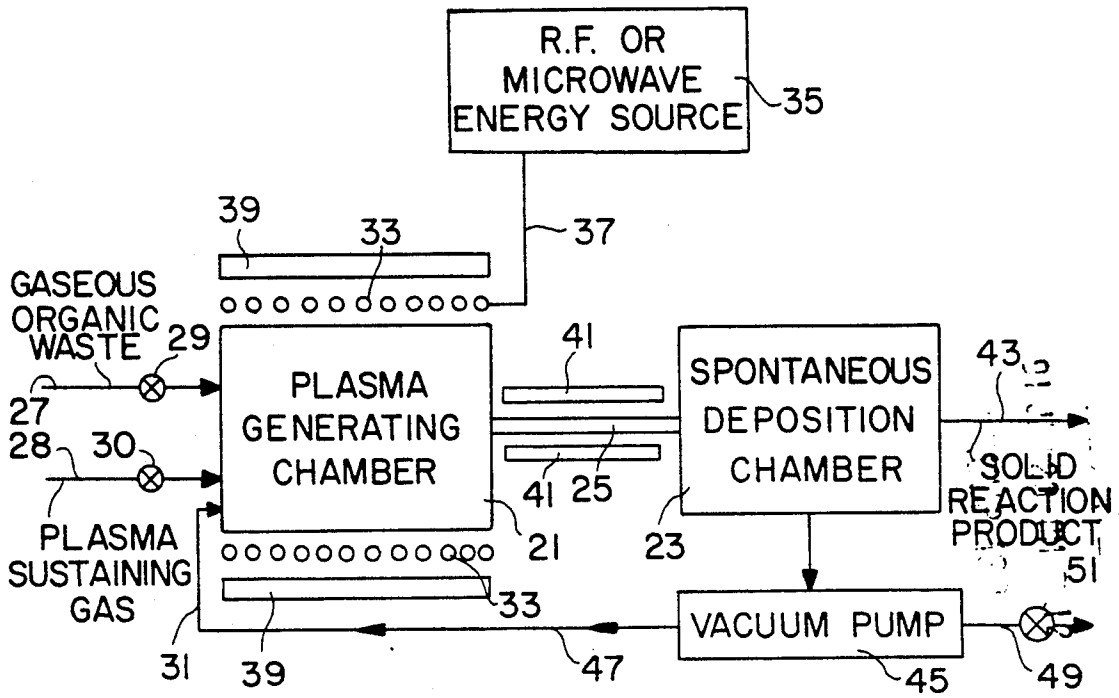 R.F. OR
MICROWAVE
ENERGY SOURCE
35
39
33
37
GASEOUS
ORGANIC
WASTE
29
27
28
30
PLASMA
SUSTAINING
GAS
31
PLASMA
GENERATING
CHAMBER
21
41
41
25
SPONTANEOUS
DEPOSITION
CHAMBER
23
43
SOLID
REACTION
PRODUCT
51
33
39
47
VACUUM PUMP
45
49